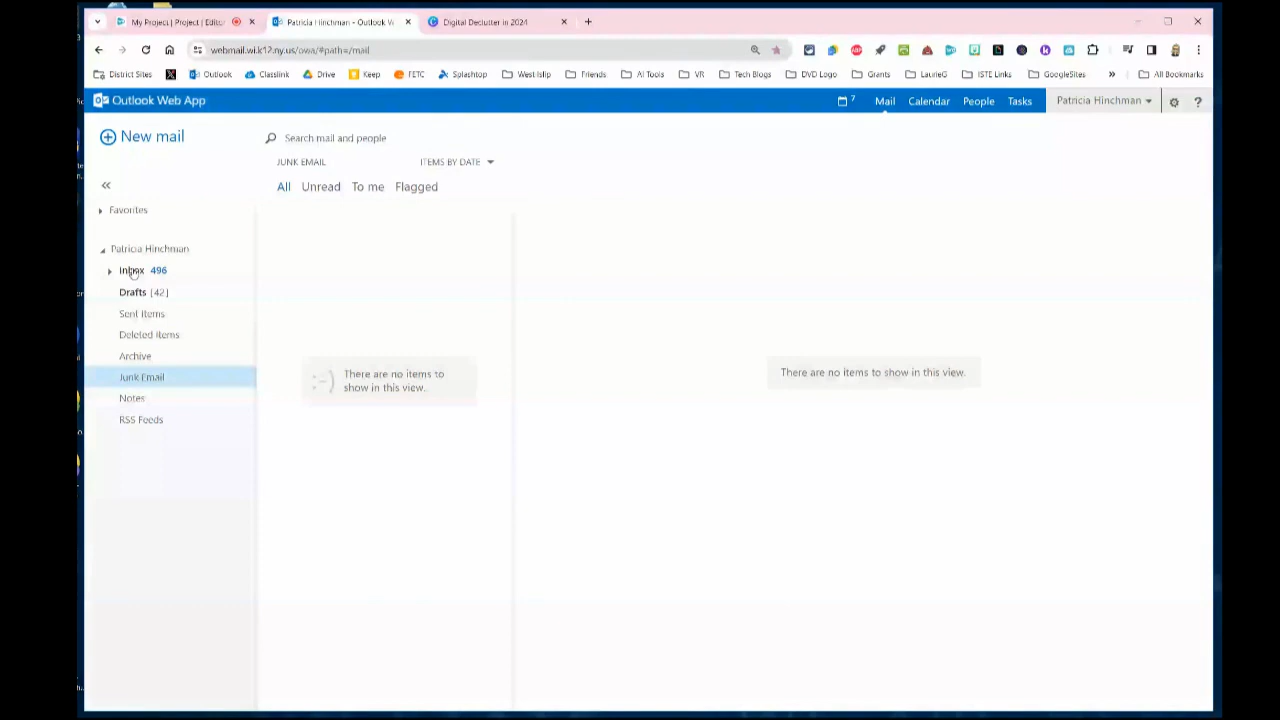 My Project | Project | Editor
Patricia Hinchman - Outlook W
Digital Declutter in 2024
webmail.wi.k12.ny.us/owa/#path=/mail
District Sites
Outlook
Classlink
Drive
Keep
FETC
Splashtop
West Islip
Friends
AI Tools
VR
Tech Blogs
DVD Logo
Grants
LaurieG
ISTE Links
GoogleSites
»
All Bookmarks
Outlook Web App
7
Mail
Calendar
People
Tasks
Patricia Hinchman
?
New mail
Search mail and people
JUNK EMAIL
ITEMS BY DATE
«
All
Unread
To me
Flagged
Favorites
Patricia Hinchman
Inbox 496
Drafts [42]
Sent Items
Deleted Items
Archive
Junk Email
Notes
RSS Feeds
:-)
There are no items to
show in this view.
There are no items to show in this view.